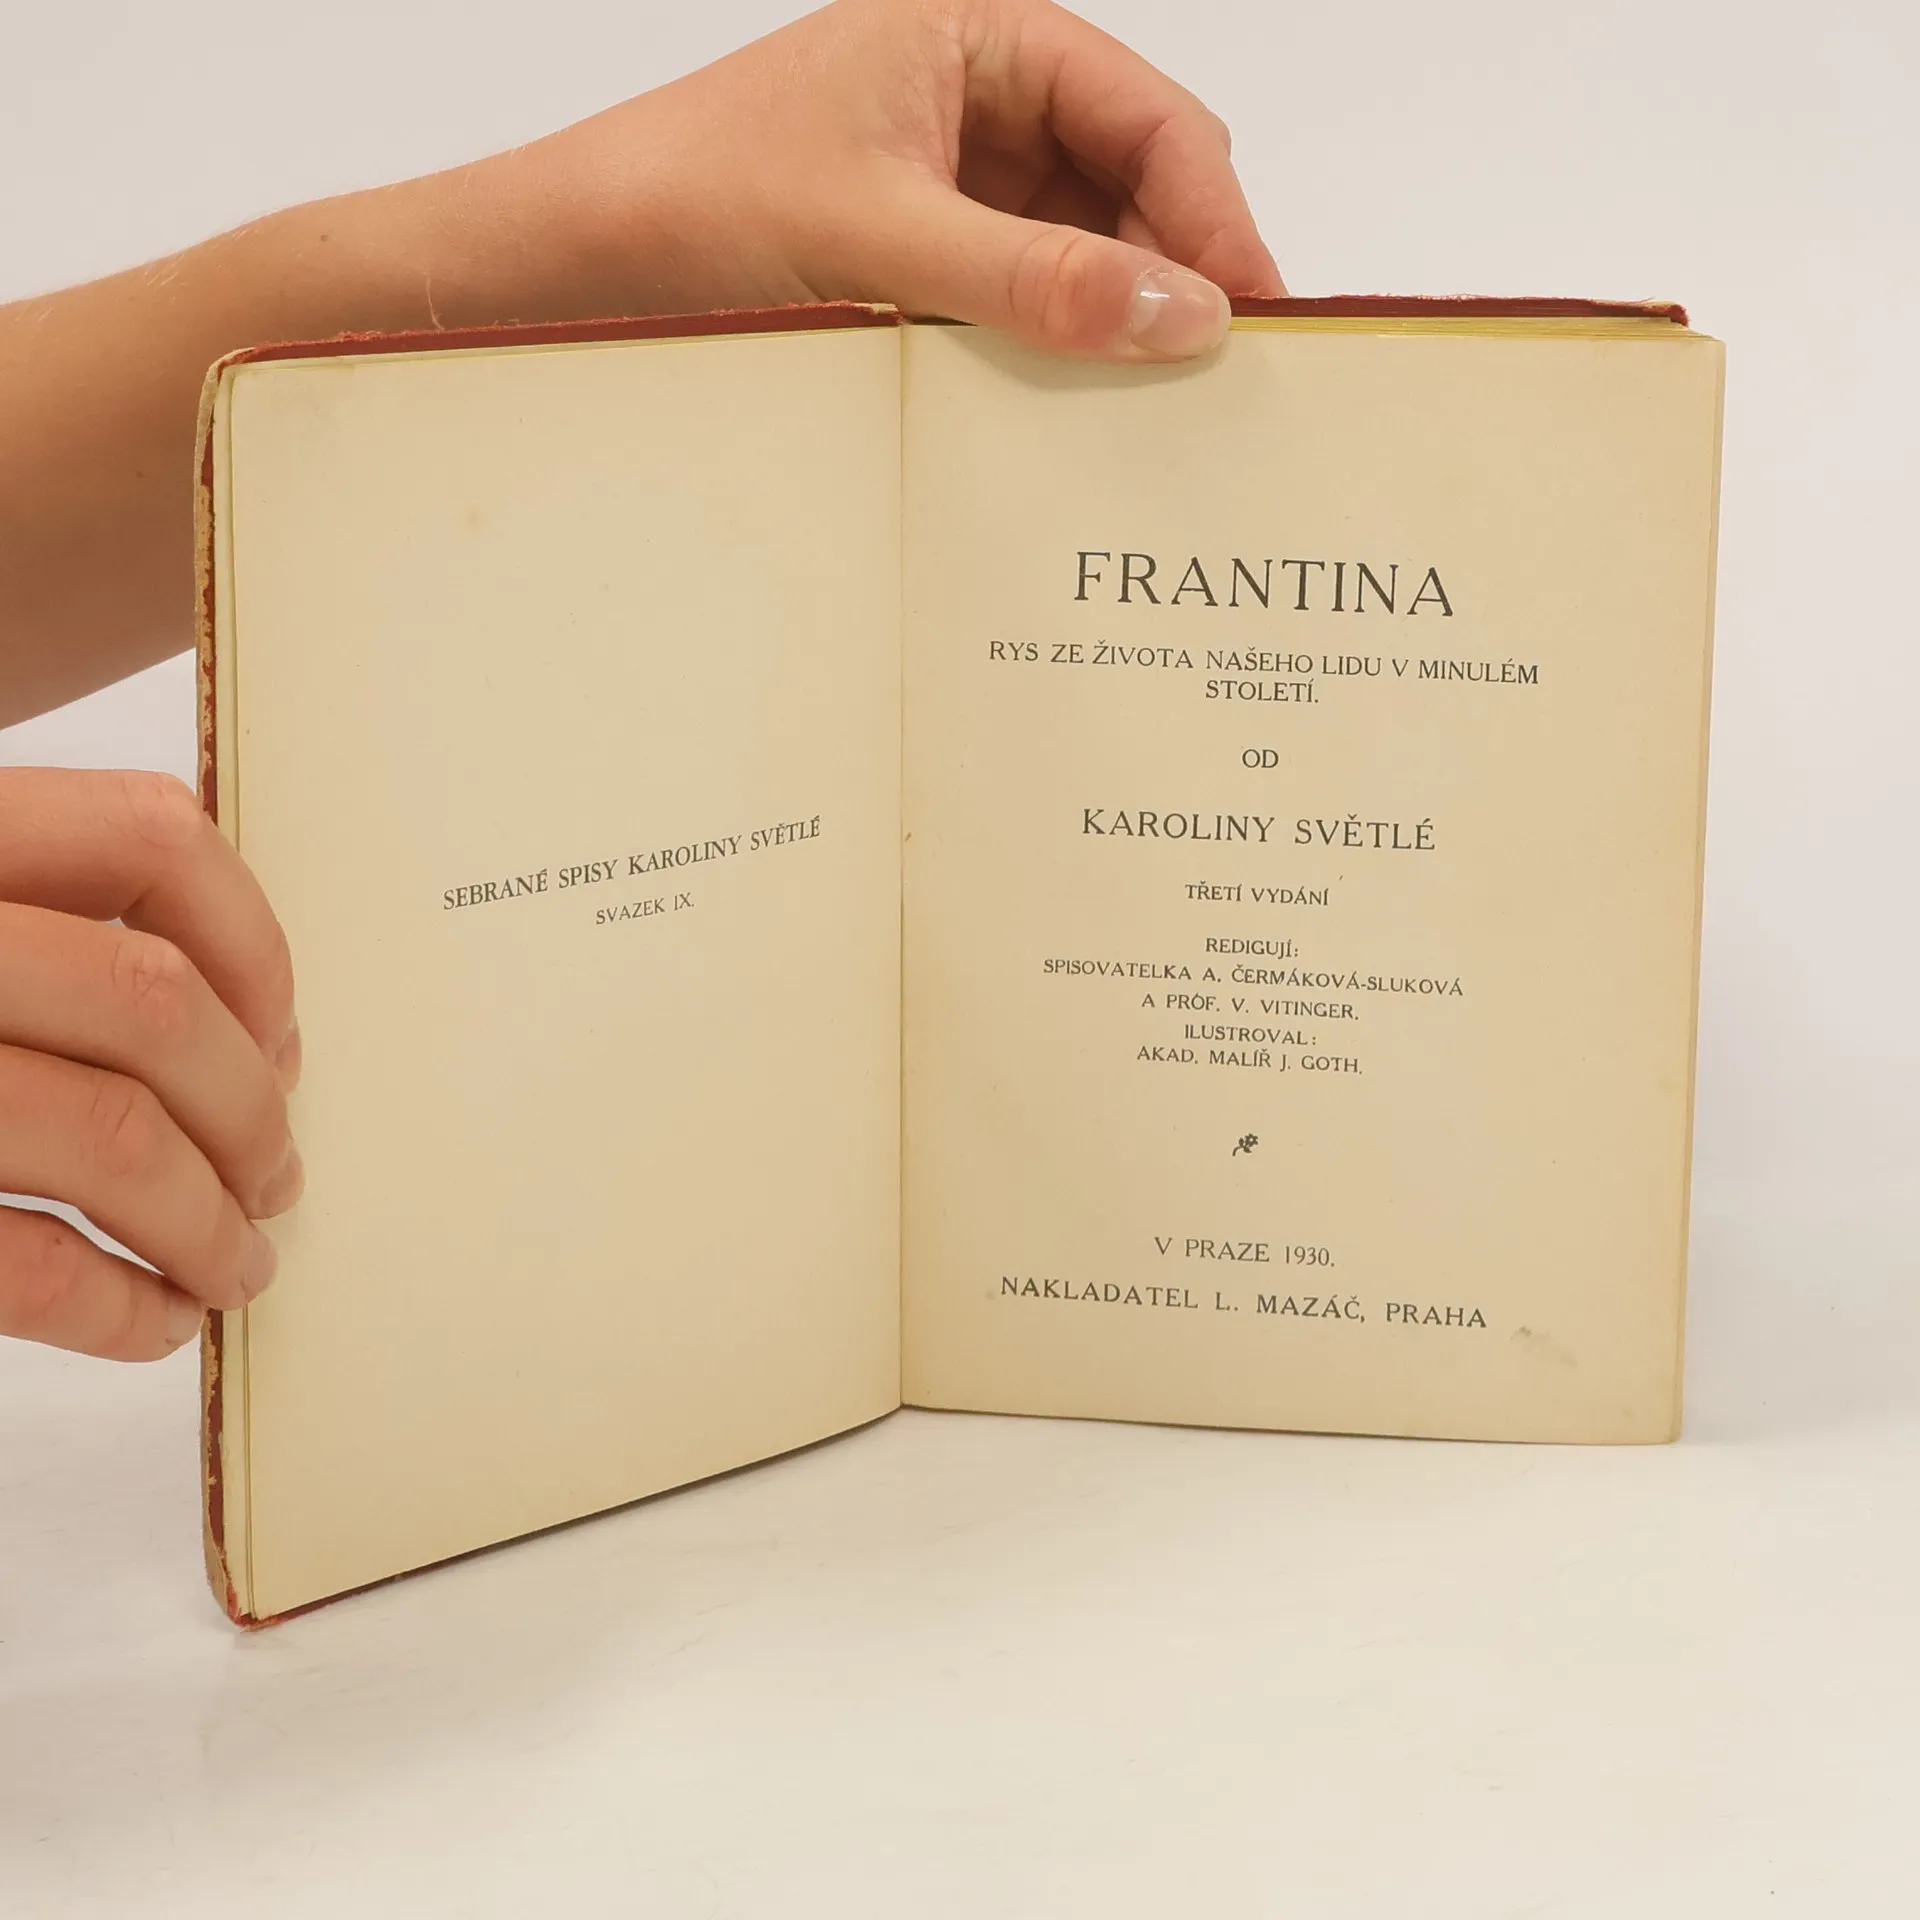 SEBRANÉ SPISY KAROLINY SVĚTLÉ
SVAZEK IX.
FRANTINA
RYS ZE ŽIVOTA NAŠEHO LIDU V MINULÉM
STOLETÍ.
OD
KAROLINY SVĚTLÉ
TŘETÍ VYDÁNÍ
REDIGUJÍ:
SPISOVATELKA A. ČERMÁKOVÁ-SLUKOVÁ
A PROF. V. VITINGER.
ILUSTROVAL:
AKAD. MALÍŘ J. GOTH.
V PRAZE 1930.
NAKLADATEL L. MAZÁČ, PRAHA